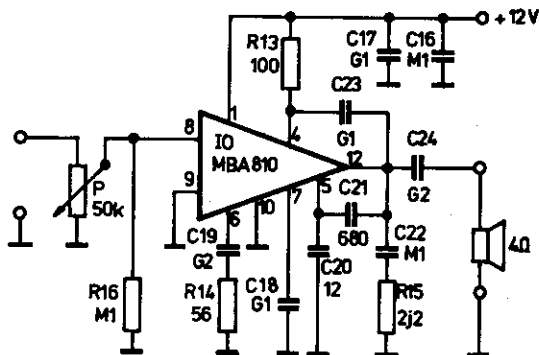 + 12V
R13
100
C17
G1
C16
M1
C23
G1
1
4
8
IO
MBA810
12
C24
G2
9
5
P
50k
6
10
7
C21
680
C19
G2
C22
M1
4Ω
R16
M1
R14
56
C18
G1
C20
12
R15
2j2